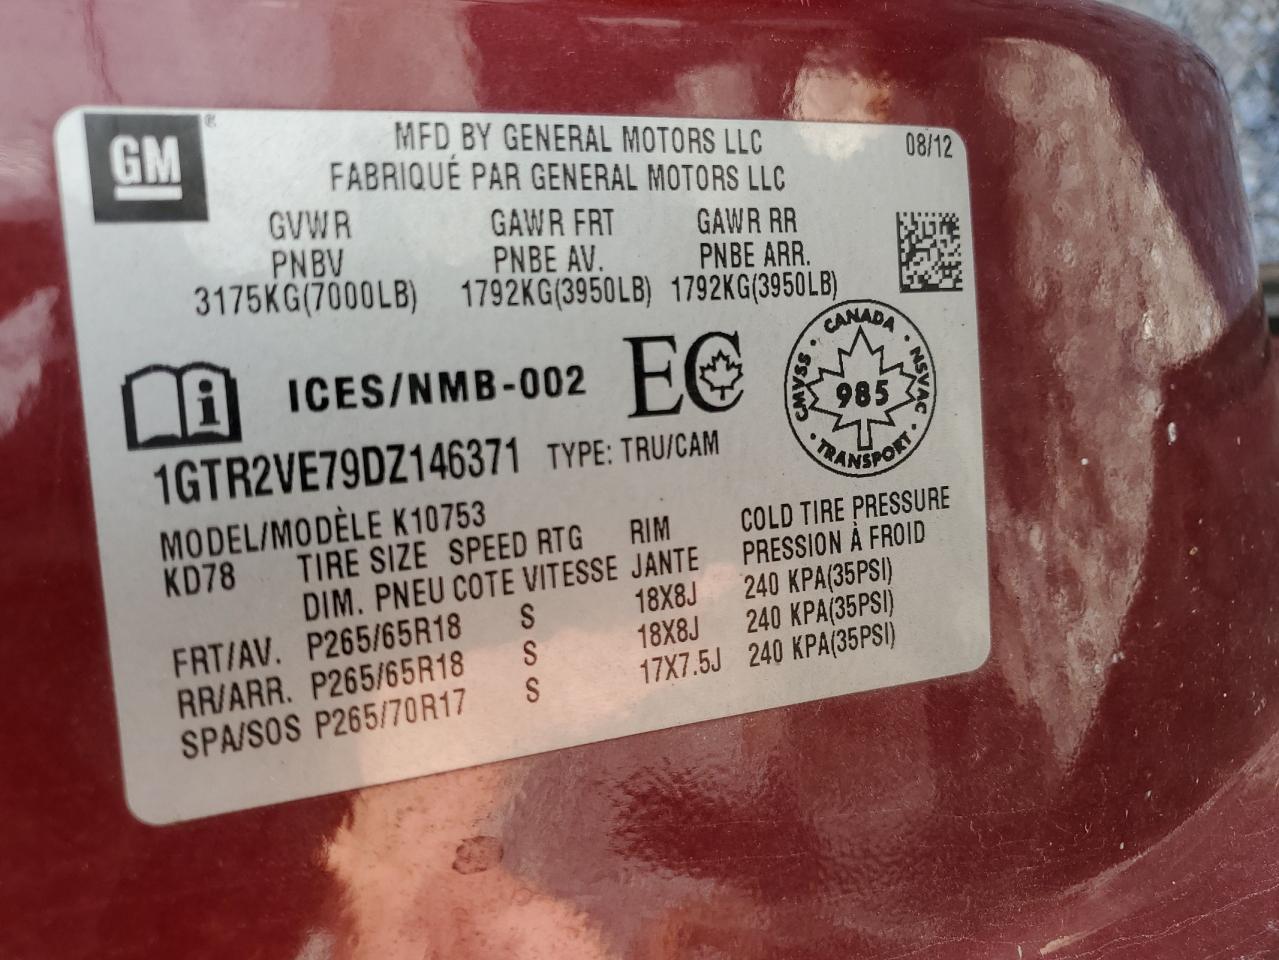 GM®
MFD BY GENERAL MOTORS LLC 08/12
FABRIQUÉ PAR GENERAL MOTORS LLC
GVWR GAWR FRT GAWR RR
PNBV PNBE AV. PNBE ARR.
3175KG(7000LB) 1792KG(3950LB) 1792KG(3950LB)
i ICES/NMB-002 EC
CANADA
CMVSS · 985 · NSVAC
· TRANSPORT ·
1GTR2VE79DZ146371 TYPE: TRU/CAM
MODEL/MODÈLE K10753
KD78 TIRE SIZE SPEED RTG RIM COLD TIRE PRESSURE
DIM. PNEU COTE VITESSE JANTE PRESSION À FROID
FRT/AV. P265/65R18 S 18X8J 240 KPA(35PSI)
RR/ARR. P265/65R18 S 18X8J 240 KPA(35PSI)
SPA/SOS P265/70R17 S 17X7.5J 240 KPA(35PSI)